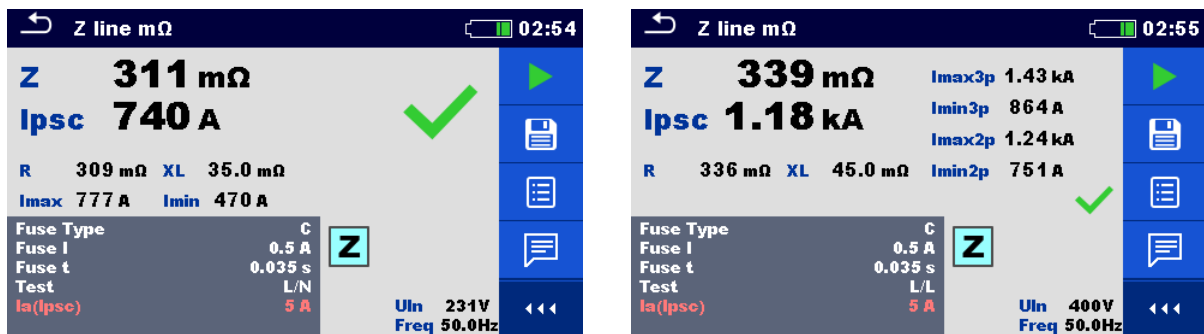 Z line mΩ
02:54
Z 311 mΩ
Ipsc 740 A
R 309 mΩ XL 35.0 mΩ
Imax 777 A Imin 470 A
Fuse Type C
Fuse I 0.5 A
Fuse t 0.035 s
Test L/N
Ia(Ipsc) 5 A
Z
Uln 231V
Freq 50.0Hz
Z line mΩ
02:55
Z 339 mΩ
Ipsc 1.18 kA
Imax3p 1.43 kA
Imin3p 864 A
Imax2p 1.24 kA
Imin2p 751 A
R 336 mΩ XL 45.0 mΩ
Fuse Type C
Fuse I 0.5 A
Fuse t 0.035 s
Test L/L
Ia(Ipsc) 5 A
Z
Uln 400V
Freq 50.0Hz